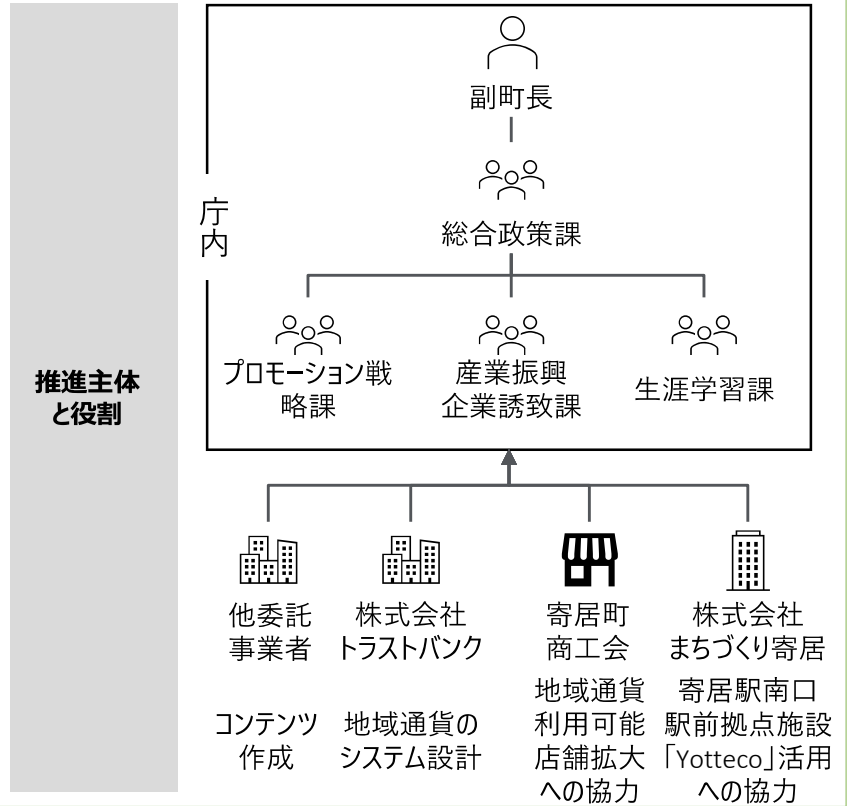 推進主体
と役割
庁内
副町長
総合政策課
プロモーション戦
略課
産業振興
企業誘致課
生涯学習課
他委託
事業者
コンテンツ
作成
株式会社
トラストバンク
地域通貨の
システム設計
寄居町
商工会
地域通貨
利用可能
店舗拡大
への協力
株式会社
まちづくり寄居
寄居駅南口
駅前拠点施設
「Yotteco」活用
への協力